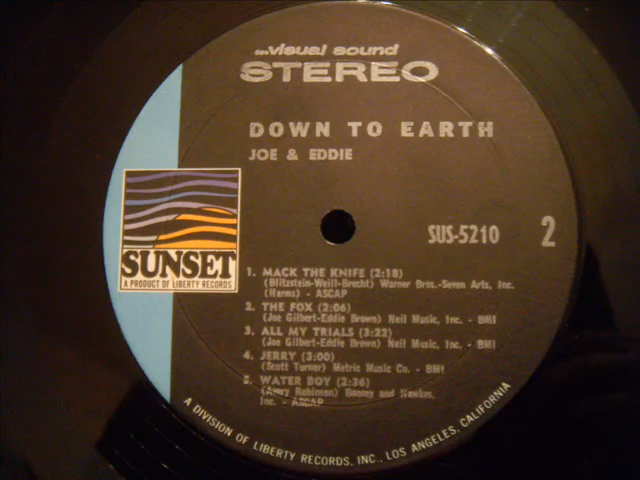 ...visual sound
STEREO
DOWN TO EARTH
JOE & EDDIE
SUNSET
A PRODUCT OF LIBERTY RECORDS
SUS-5210 2
1. MACK THE KNIFE (2:18)
(Blitzstein-Weill-Brecht) Warner Bros.-Seven Arts, Inc.
(Harms) - ASCAP
2. THE FOX (2:06)
(Joe Gilbert-Eddie Brown) Neil Music, Inc. - BMI
3. ALL MY TRIALS (3:22)
(Joe Gilbert-Eddie Brown) Neil Music, Inc. - BMI
4. JERRY (3:00)
(Scott Turner) Metric Music Co. - BMI
5. WATER BOY (2:36)
(Avery Robinson) Boosey and Hawkes,
Inc. - ASCAP
A DIVISION OF LIBERTY RECORDS, INC., LOS ANGELES, CALIFORNIA